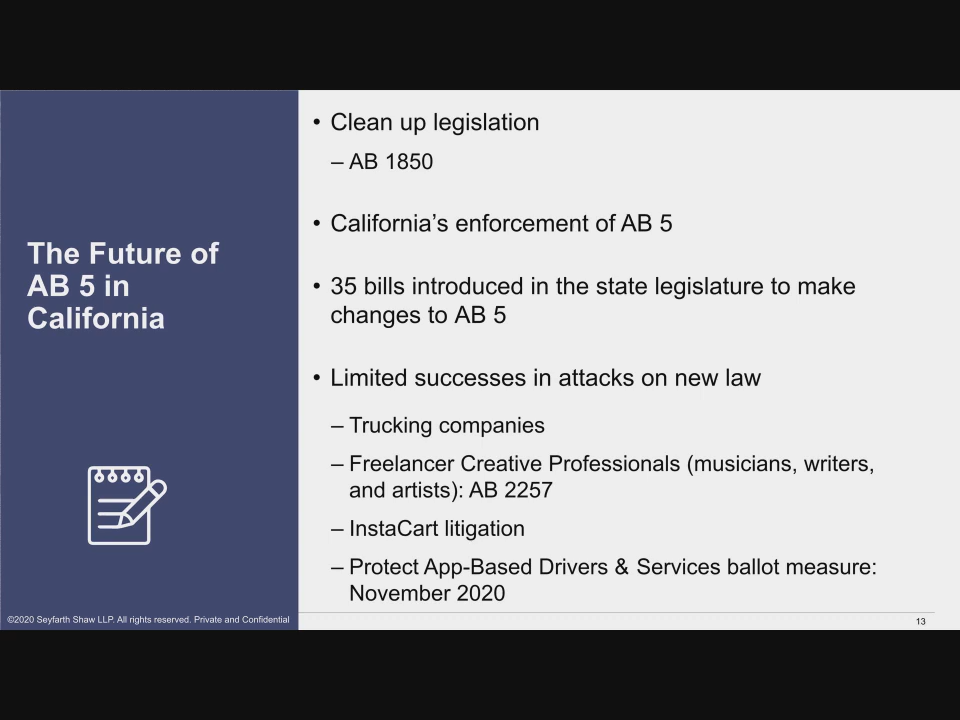 The Future of
AB 5 in
California
• Clean up legislation
– AB 1850
• California’s enforcement of AB 5
• 35 bills introduced in the state legislature to make
changes to AB 5
• Limited successes in attacks on new law
– Trucking companies
– Freelancer Creative Professionals (musicians, writers,
and artists): AB 2257
– InstaCart litigation
– Protect App-Based Drivers & Services ballot measure:
November 2020
©2020 Seyfarth Shaw LLP. All rights reserved. Private and Confidential
13